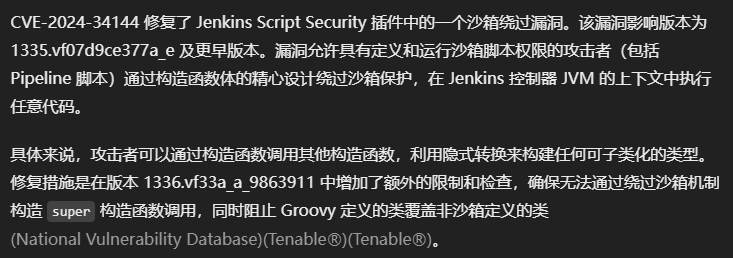 CVE-2024-34144 修复了 Jenkins Script Security 插件中的一个沙箱绕过漏洞。该漏洞影响版本为
1335.vf07d9ce377a_e 及更早版本。漏洞允许具有定义和运行沙箱脚本权限的攻击者（包括
Pipeline 脚本）通过构造函数体的精心设计绕过沙箱保护，在 Jenkins 控制器 JVM 的上下文中执行
任意代码。
具体来说，攻击者可以通过构造函数调用其他构造函数，利用隐式转换来构建任何可子类化的类型。
修复措施是在版本 1336.vf33a_a_9863911 中增加了额外的限制和检查，确保无法通过绕过沙箱机制
构造 super 构造函数调用，同时阻止 Groovy 定义的类覆盖非沙箱定义的类
(National Vulnerability Database)(Tenable®)(Tenable®)。